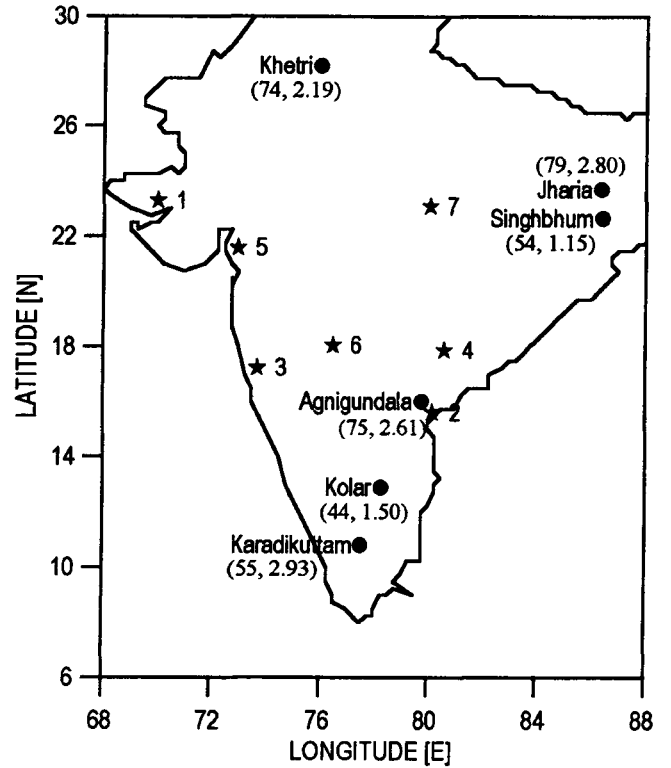 30
Khetri
(74, 2.19)
26
(79, 2.80)
Jharia
1
7
Singhbhum
(54, 1.15)
22
5
LATITUDE [N]
18
6
4
3
Agnigundala
2
(75, 2.61)
14
Kolar
(44, 1.50)
Karadikuttam
(55, 2.93)
10
6
68 72 76 80 84 88
LONGITUDE [E]